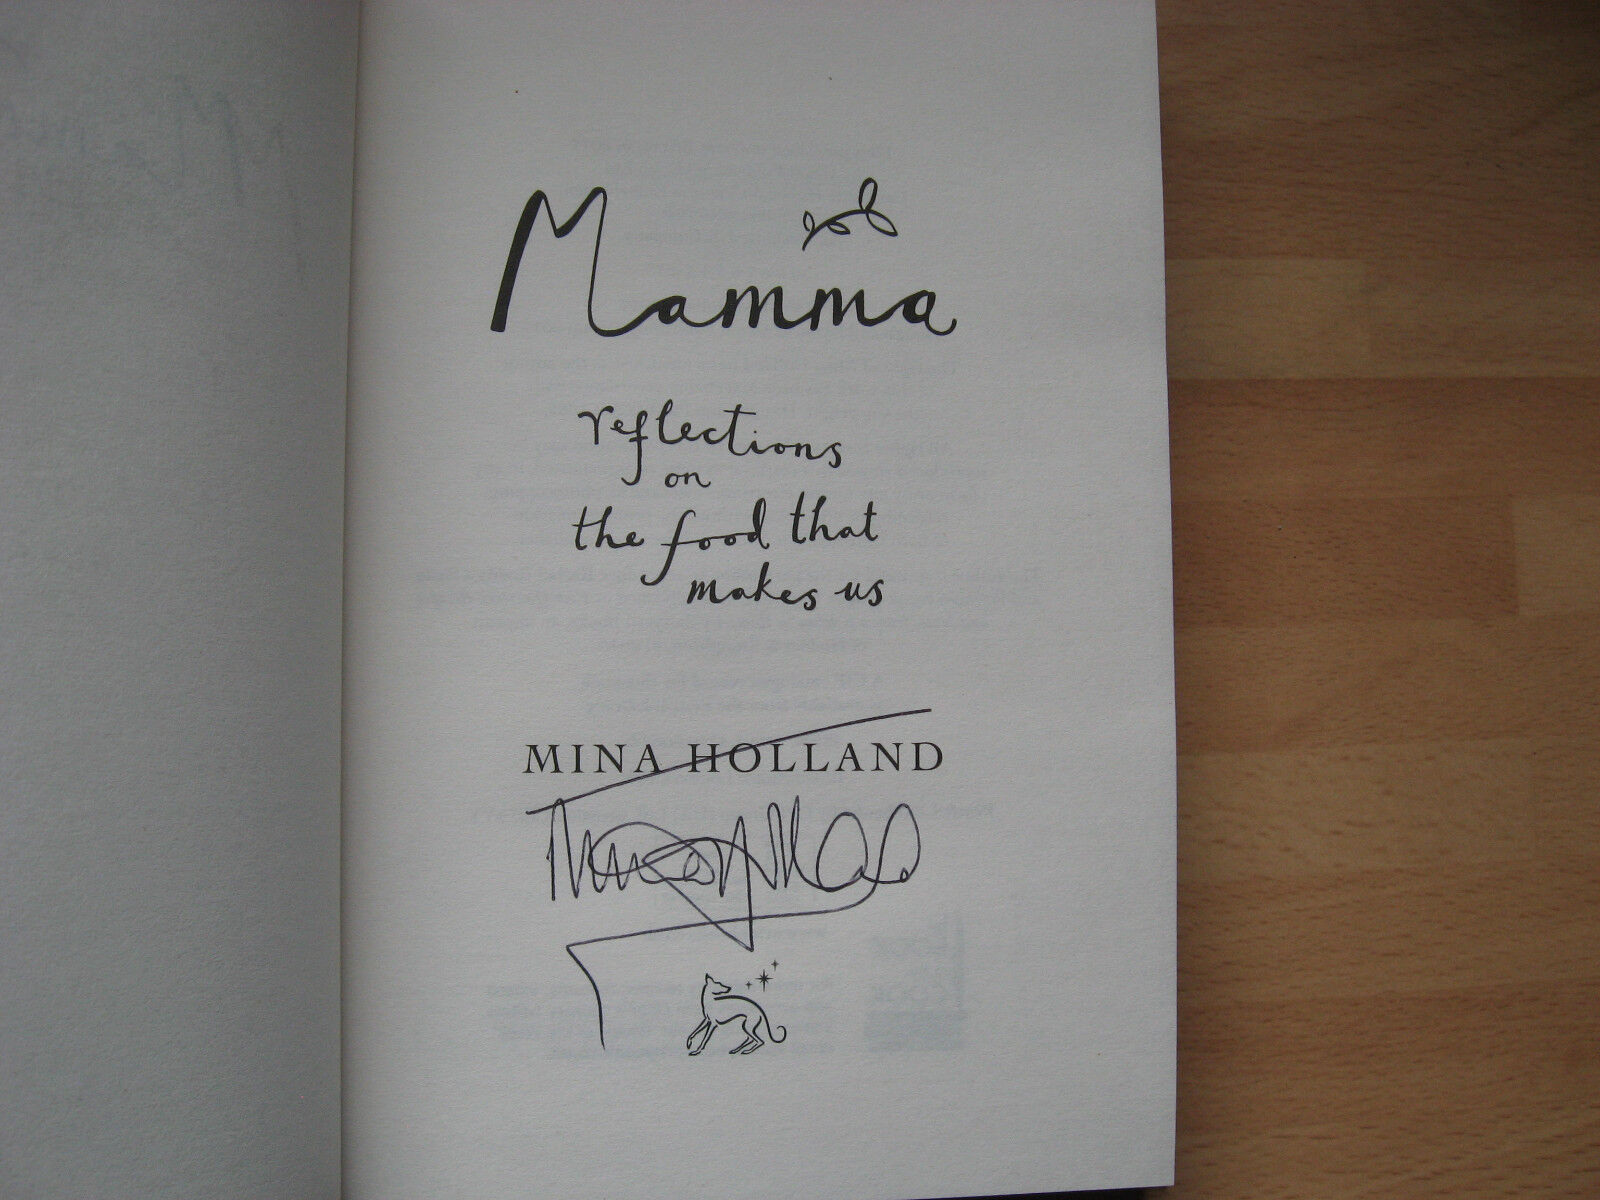 Mamma
reflections
on
the food that
makes us
MINA HOLLAND